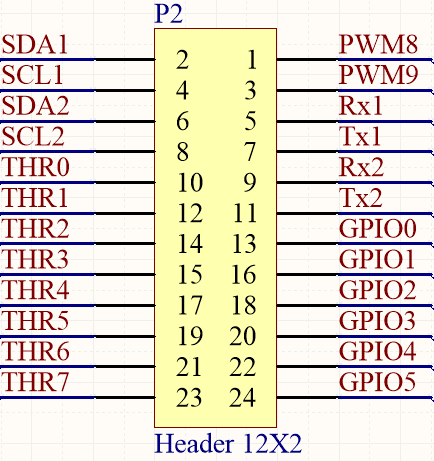 P2
SDA1 2 1 PWM8
SCL1 4 3 PWM9
SDA2 6 5 Rx1
SCL2 8 7 Tx1
THR0 10 9 Rx2
THR1 12 11 Tx2
THR2 14 13 GPIO0
THR3 15 16 GPIO1
THR4 17 18 GPIO2
THR5 19 20 GPIO3
THR6 21 22 GPIO4
THR7 23 24 GPIO5
Header 12X2